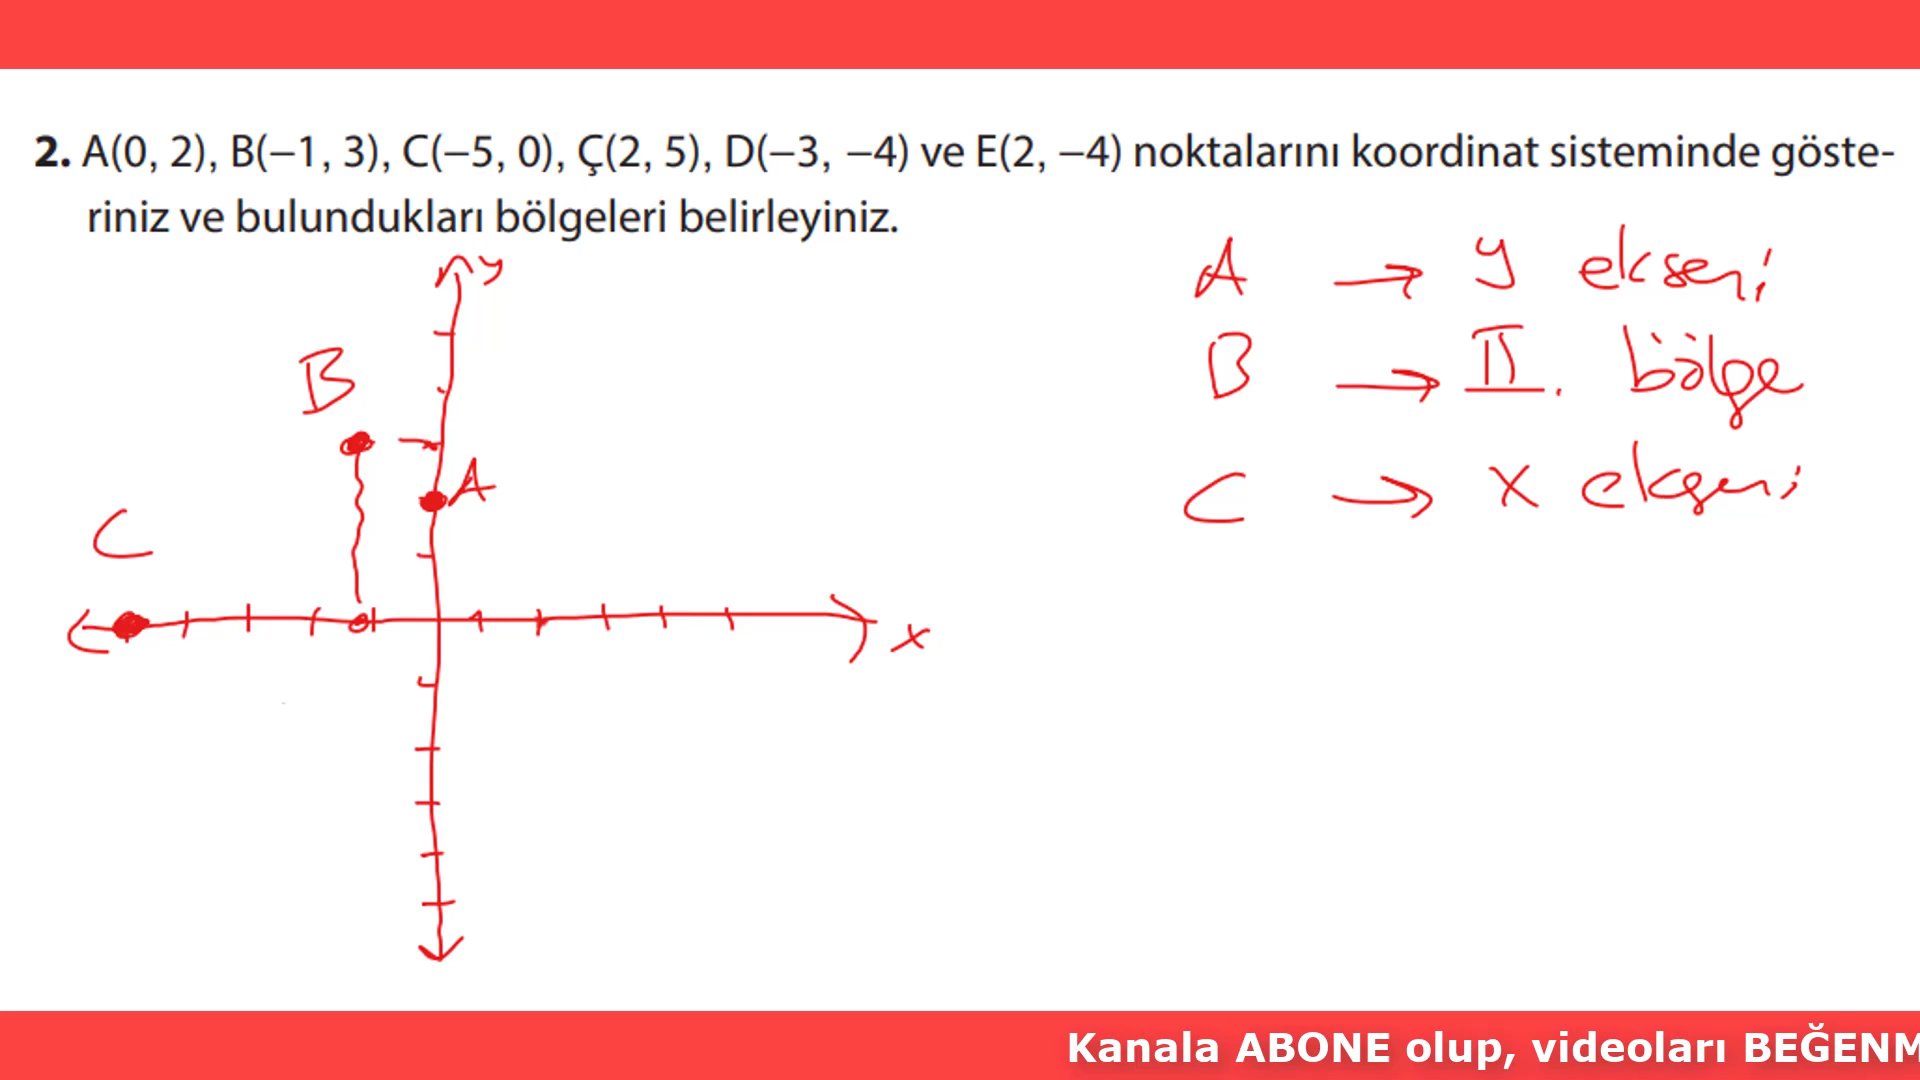 2. A(0, 2), B(−1, 3), C(−5, 0), Ç(2, 5), D(−3, −4) ve E(2, −4) noktalarını koordinat sisteminde göste-
riniz ve bulundukları bölgeleri belirleyiniz.
y
A → y ekseni
B → II. bölge
C → x ekseni
B
A
C
x
Kanala ABONE olup, videoları BEĞENM